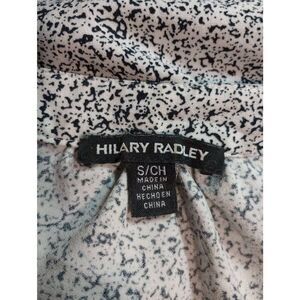 HILARY RADLEY
S/CH
MADE IN
CHINA
HECHO EN
CHINA